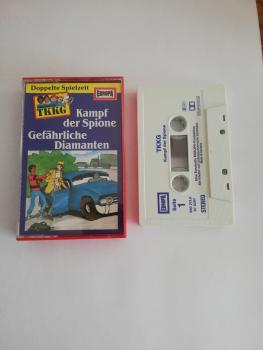 Doppelte Spielzeit
EUROPA
TKKG
Kampf
der Spione
Gefährliche
Diamanten
TKKG
Kampf der Spione
EUROPA
Seite
1
STEREO